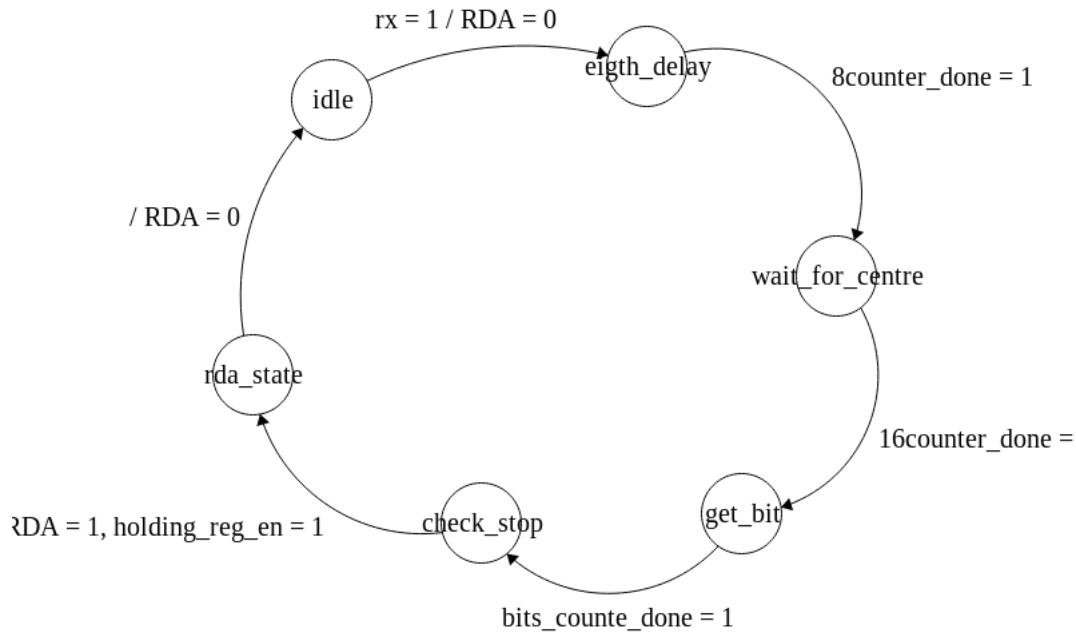 rx = 1 / RDA = 0
eigth_delay
8counter_done = 1
idle
/ RDA = 0
wait_for_centre
rda_state
16counter_done =
get_bit
check_stop
RDA = 1, holding_reg_en = 1
bits_counte_done = 1